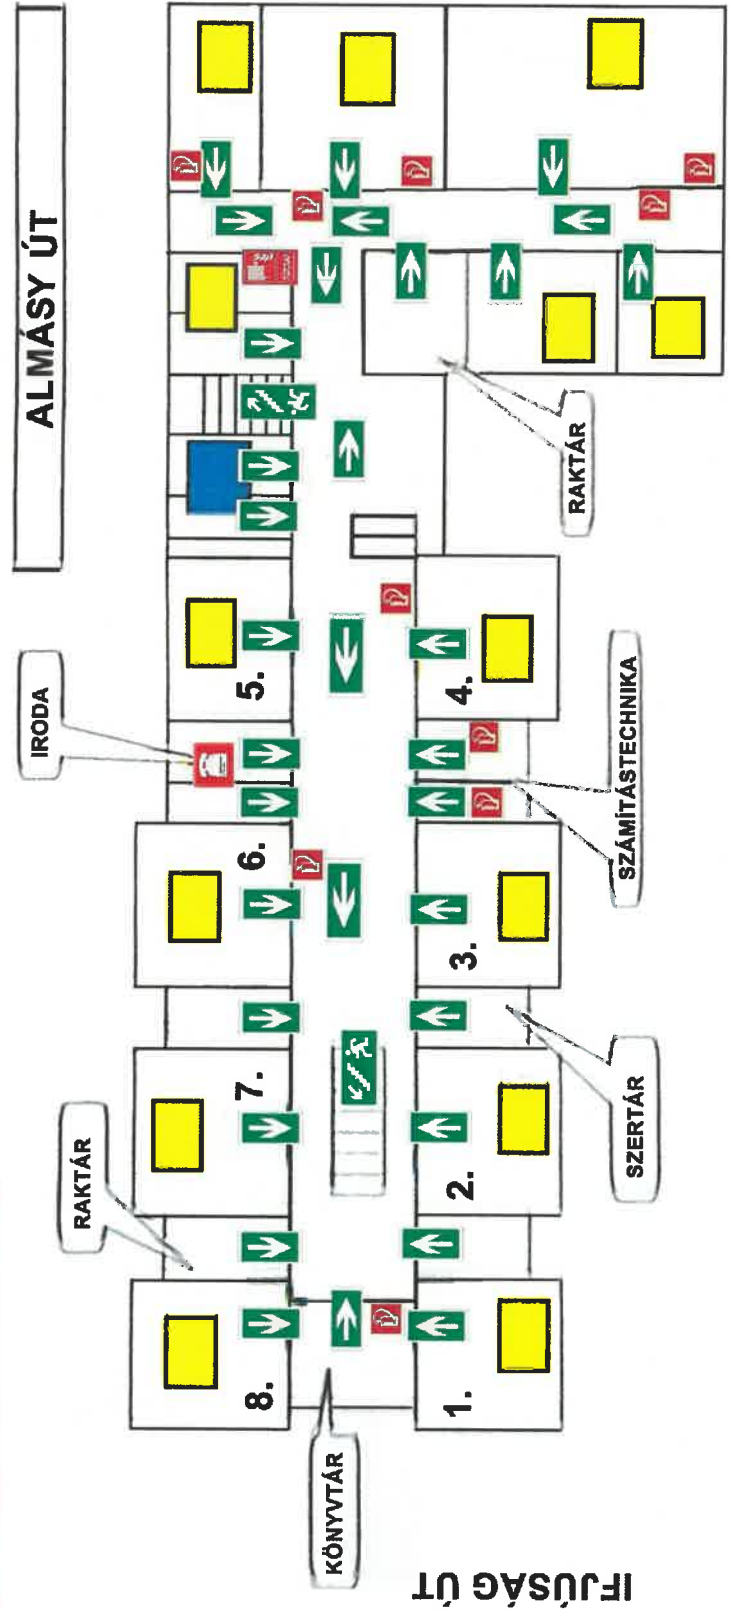 ALMÁSY ÚT
IRODA
RAKTÁR
8.
7.
6.
5.
KÖNYVTÁR
1.
2.
3.
4.
SZERTÁR
SZÁMÍTÁSTECHNIKA
RAKTÁR
IFJÚSÁG ÚT